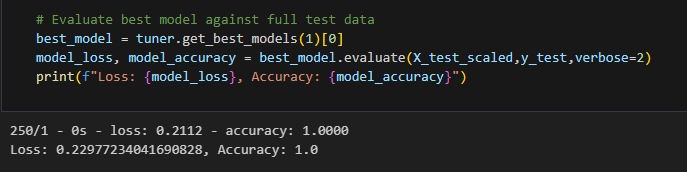 # Evaluate best model against full test data
best_model = tuner.get_best_models(1)[0]
model_loss, model_accuracy = best_model.evaluate(X_test_scaled,y_test,verbose=2)
print(f"Loss: {model_loss}, Accuracy: {model_accuracy}")
250/1 - 0s - loss: 0.2112 - accuracy: 1.0000
Loss: 0.22977234041690828, Accuracy: 1.0